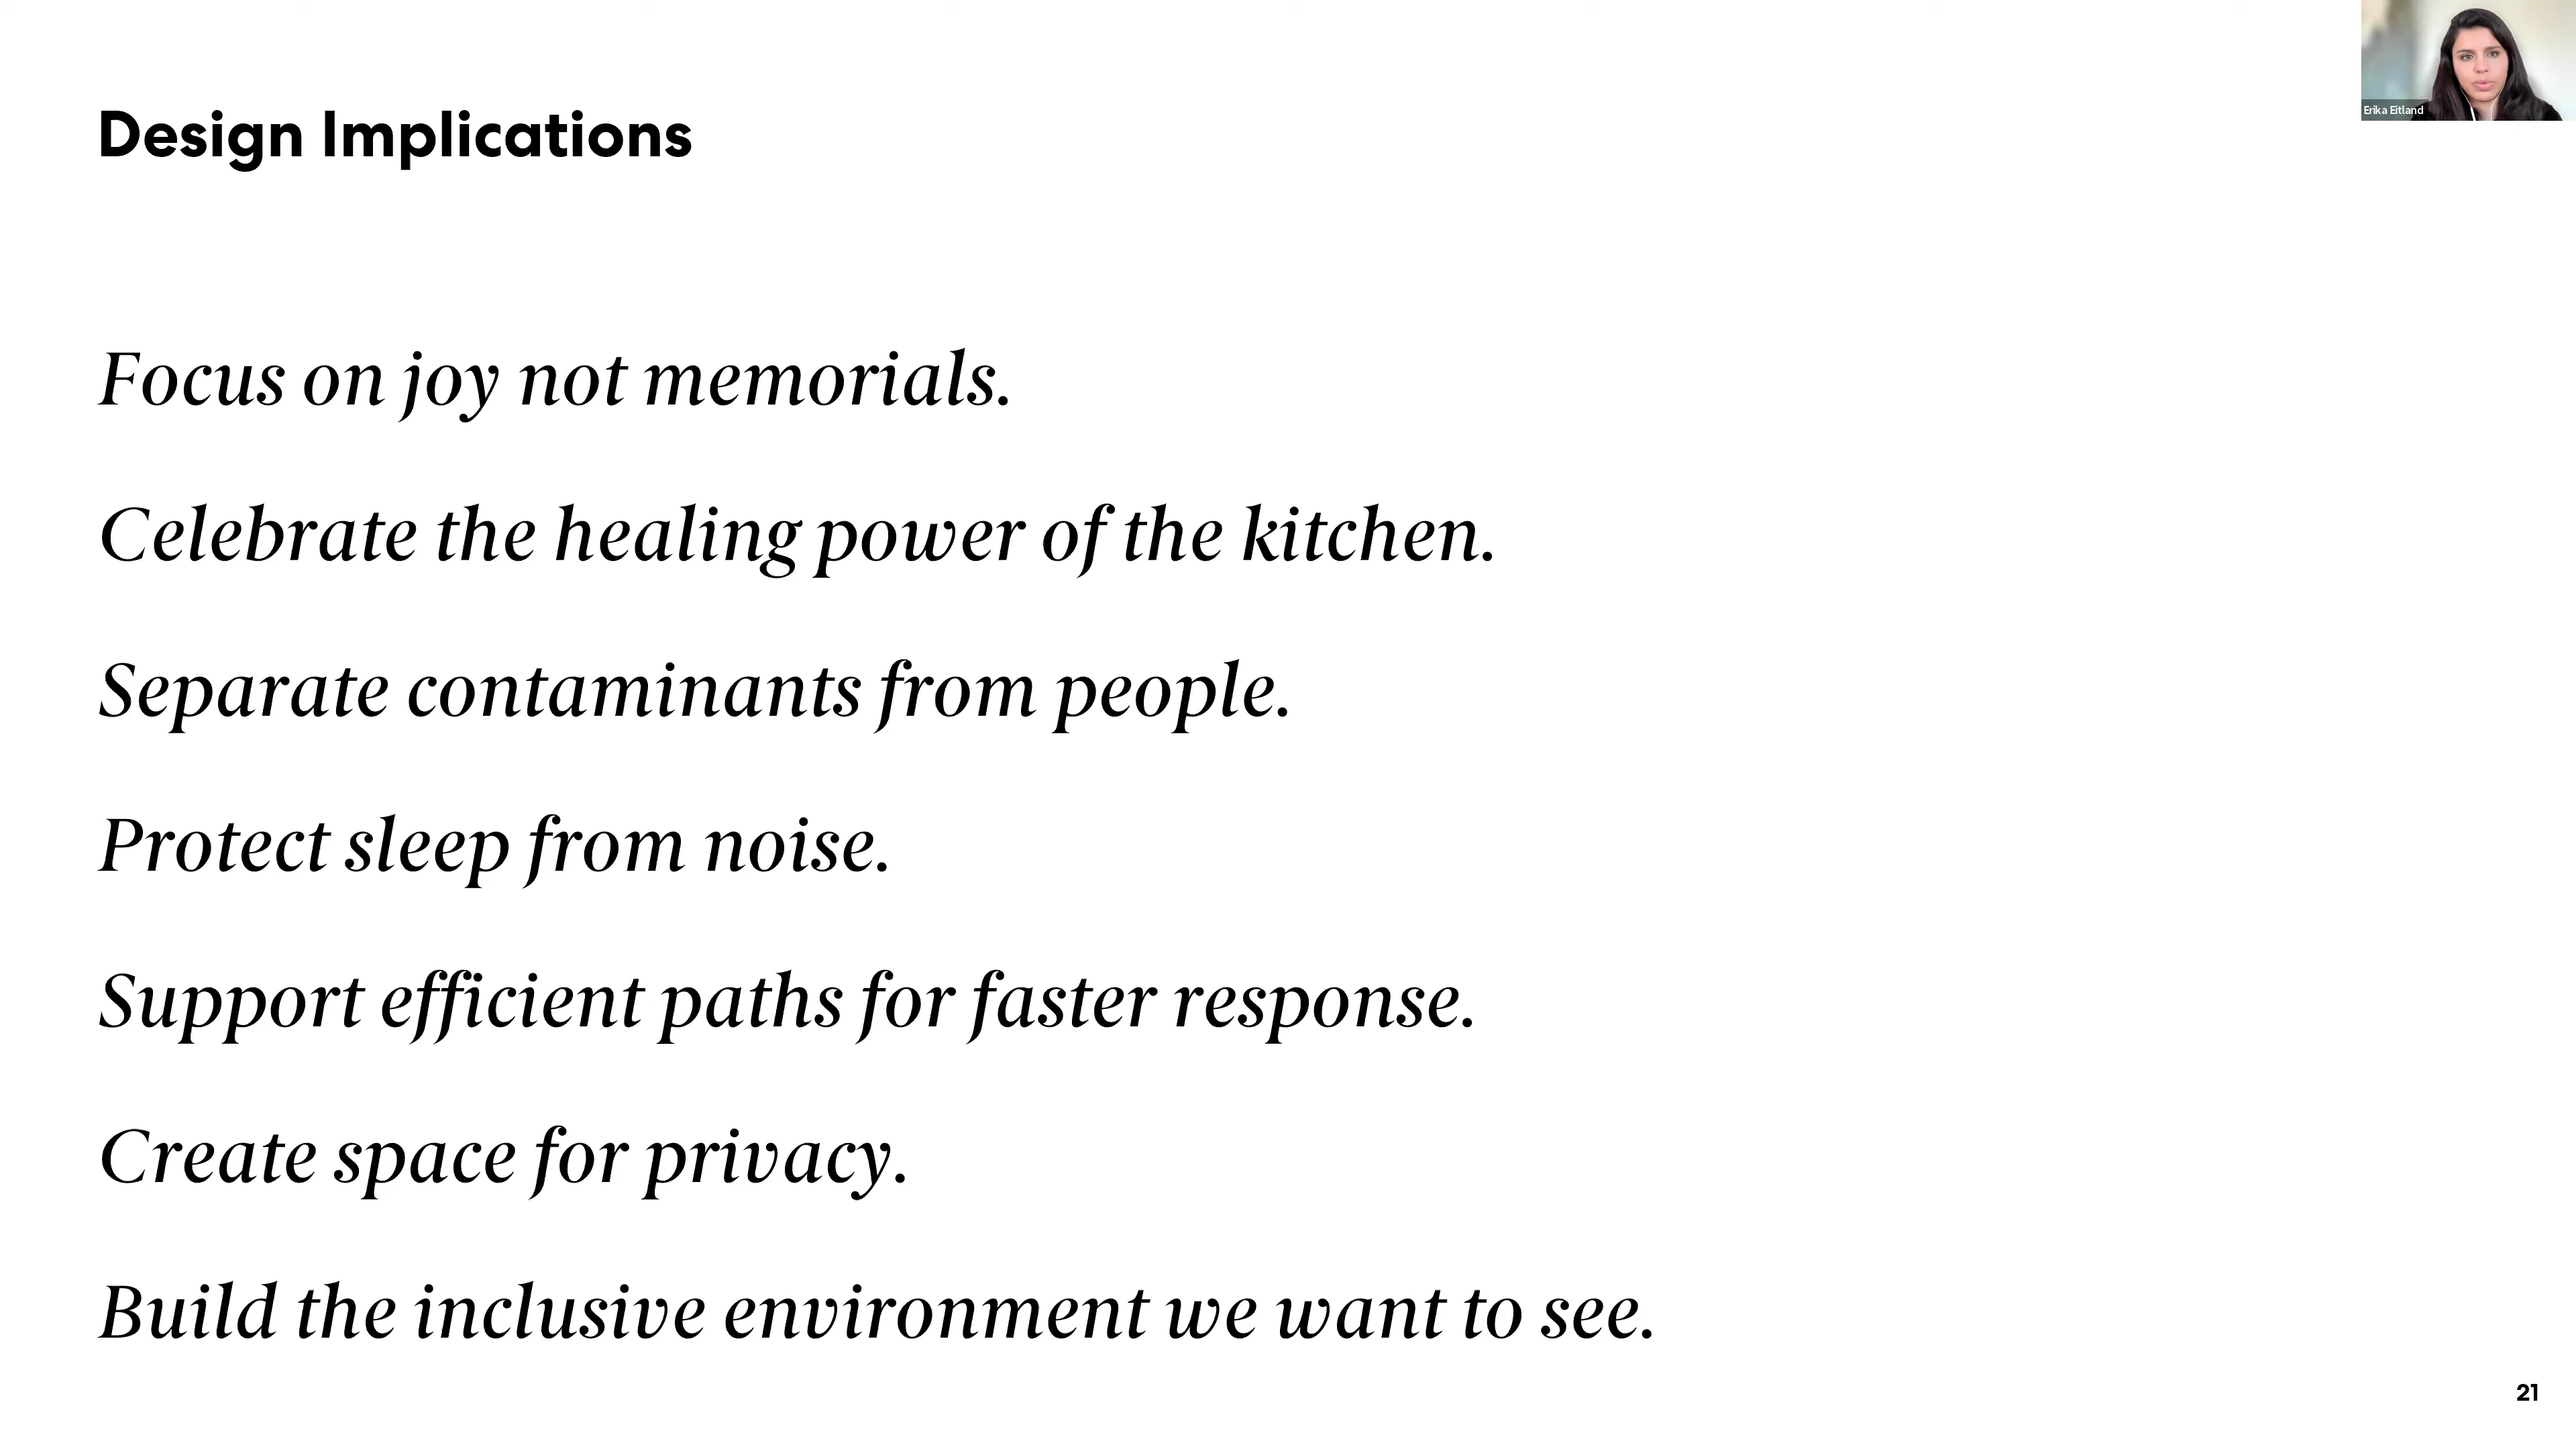 Erika Eitland
Design Implications
Focus on joy not memorials.
Celebrate the healing power of the kitchen.
Separate contaminants from people.
Protect sleep from noise.
Support efficient paths for faster response.
Create space for privacy.
Build the inclusive environment we want to see.
21